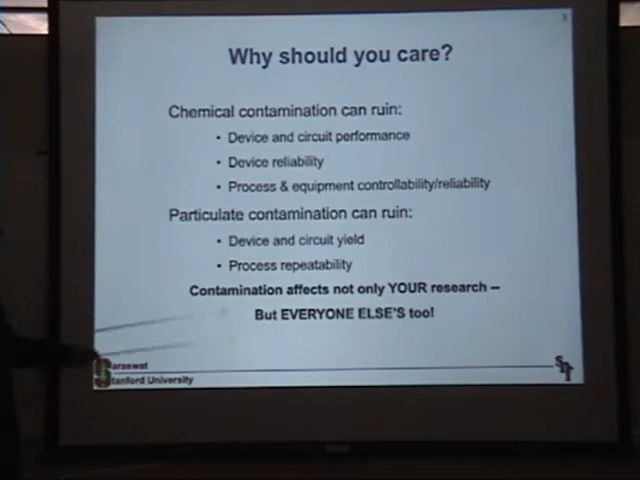 Why should you care?
Chemical contamination can ruin:
• Device and circuit performance
• Device reliability
• Process & equipment controllability/reliability
Particulate contamination can ruin:
• Device and circuit yield
• Process repeatability
Contamination affects not only YOUR research –
But EVERYONE ELSE'S too!
Saraswat
Stanford University